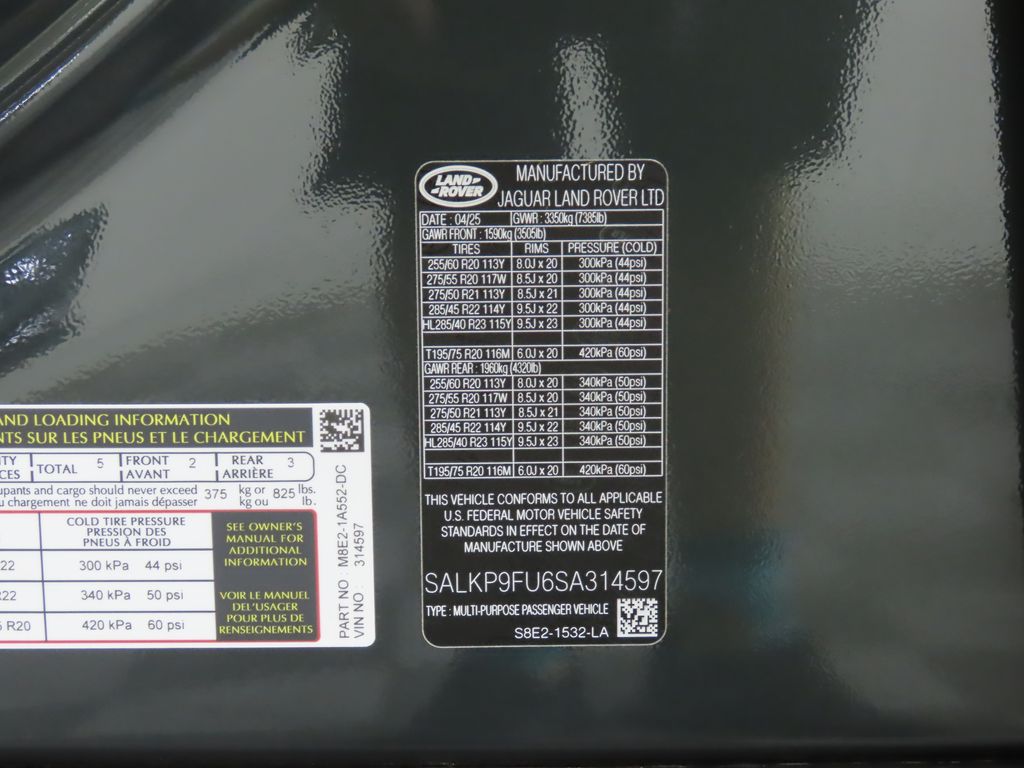 LAND-
-ROVER
MANUFACTURED BY
JAGUAR LAND ROVER LTD
DATE : 04/25 GVWR : 3350kg (7385lb)
GAWR FRONT : 1590kg (3505lb)
TIRES RIMS PRESSURE (COLD)
255/60 R20 113Y 8.0J x 20 300kPa (44psi)
275/55 R20 117W 8.5J x 20 300kPa (44psi)
275/50 R21 113Y 8.5J x 21 300kPa (44psi)
285/45 R22 114Y 9.5J x 22 300kPa (44psi)
HL285/40 R23 115Y 9.5J x 23 300kPa (44psi)
T195/75 R20 116M 6.0J x 20 420kPa (60psi)
GAWR REAR : 1960kg (4320lb)
255/60 R20 113Y 8.0J x 20 340kPa (50psi)
275/55 R20 117W 8.5J x 20 340kPa (50psi)
275/50 R21 113Y 8.5J x 21 340kPa (50psi)
285/45 R22 114Y 9.5J x 22 340kPa (50psi)
HL285/40 R23 115Y 9.5J x 23 340kPa (50psi)
T195/75 R20 116M 6.0J x 20 420kPa (60psi)
THIS VEHICLE CONFORMS TO ALL APPLICABLE
U.S. FEDERAL MOTOR VEHICLE SAFETY
STANDARDS IN EFFECT ON THE DATE OF
MANUFACTURE SHOWN ABOVE
SALKP9FU6SA314597
TYPE : MULTI-PURPOSE PASSENGER VEHICLE
S8E2-1532-LA
AND LOADING INFORMATION
NTS SUR LES PNEUS ET LE CHARGEMENT
TOTAL 5 FRONT AVANT 2 REAR ARRIÈRE 3
upants and cargo should never exceed 375 kg or 825 lbs.
u chargement ne doit jamais dépasser kg ou lb.
COLD TIRE PRESSURE
PRESSION DES
PNEUS À FROID
22 300 kPa 44 psi
R22 340 kPa 50 psi
5 R20 420 kPa 60 psi
SEE OWNER'S
MANUAL FOR
ADDITIONAL
INFORMATION
VOIR LE MANUEL
DEL'USAGER
POUR PLUS DE
RENSEIGNEMENTS
PART NO : M8E2-1A552-DC
VIN NO : 314597